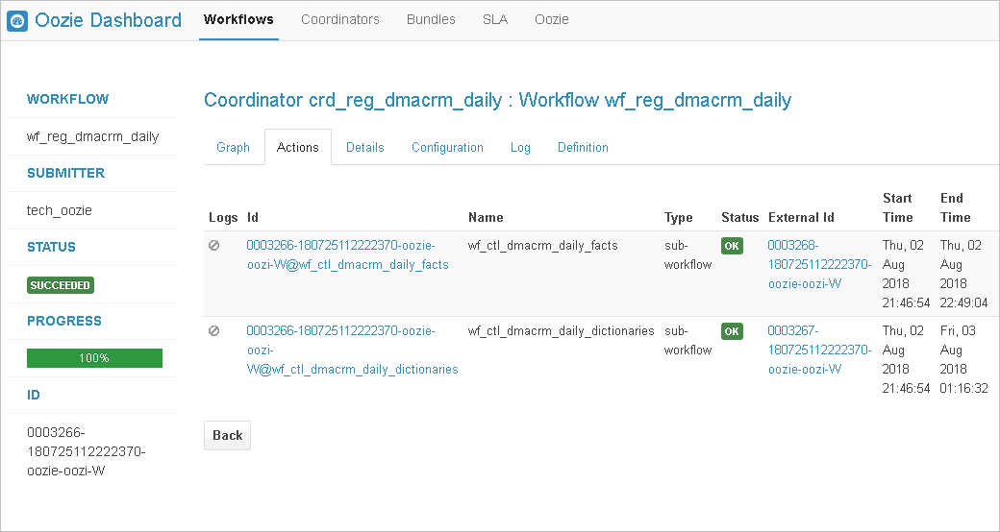 Oozie Dashboard Workflows Coordinators Bundles SLA Oozie
WORKFLOW
wf_reg_dmacrm_daily
SUBMITTER
tech_oozie
STATUS
SUCCEEDED
PROGRESS
100%
ID
0003266-
180725112222370-
oozie-oozi-W
Coordinator crd_reg_dmacrm_daily : Workflow wf_reg_dmacrm_daily
Graph Actions Details Configuration Log Definition
Logs Id Name Type Status External Id Start Time End Time
0003266-180725112222370-oozie-
oozi-W@wf_ctl_dmacrm_daily_facts
wf_ctl_dmacrm_daily_facts
sub-
workflow
OK
0003268-
180725112222370-
oozie-oozi-W
Thu, 02
Aug
2018
21:46:54
Thu, 02
Aug
2018
22:49:04
0003266-180725112222370-oozie-
oozi-
W@wf_ctl_dmacrm_daily_dictionaries
wf_ctl_dmacrm_daily_dictionaries
sub-
workflow
OK
0003267-
180725112222370-
oozie-oozi-W
Thu, 02
Aug
2018
21:46:54
Fri, 03
Aug
2018
01:16:32
Back